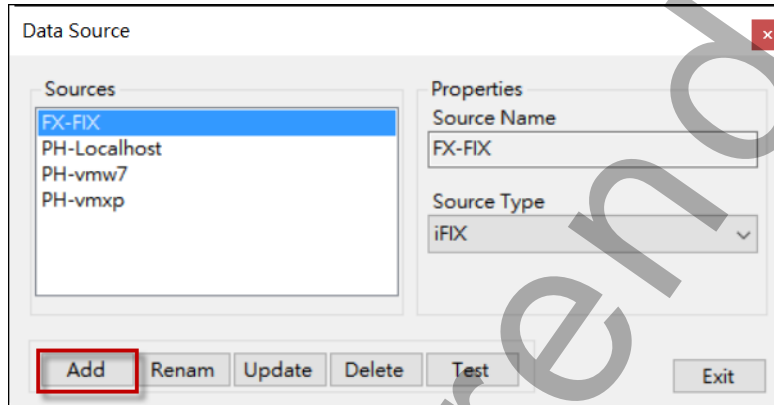 Data Source
Sources
FX-FIX
PH-Localhost
PH-vmw7
PH-vmxp
Properties
Source Name
FX-FIX
Source Type
iFIX
Add Renam Update Delete Test Exit